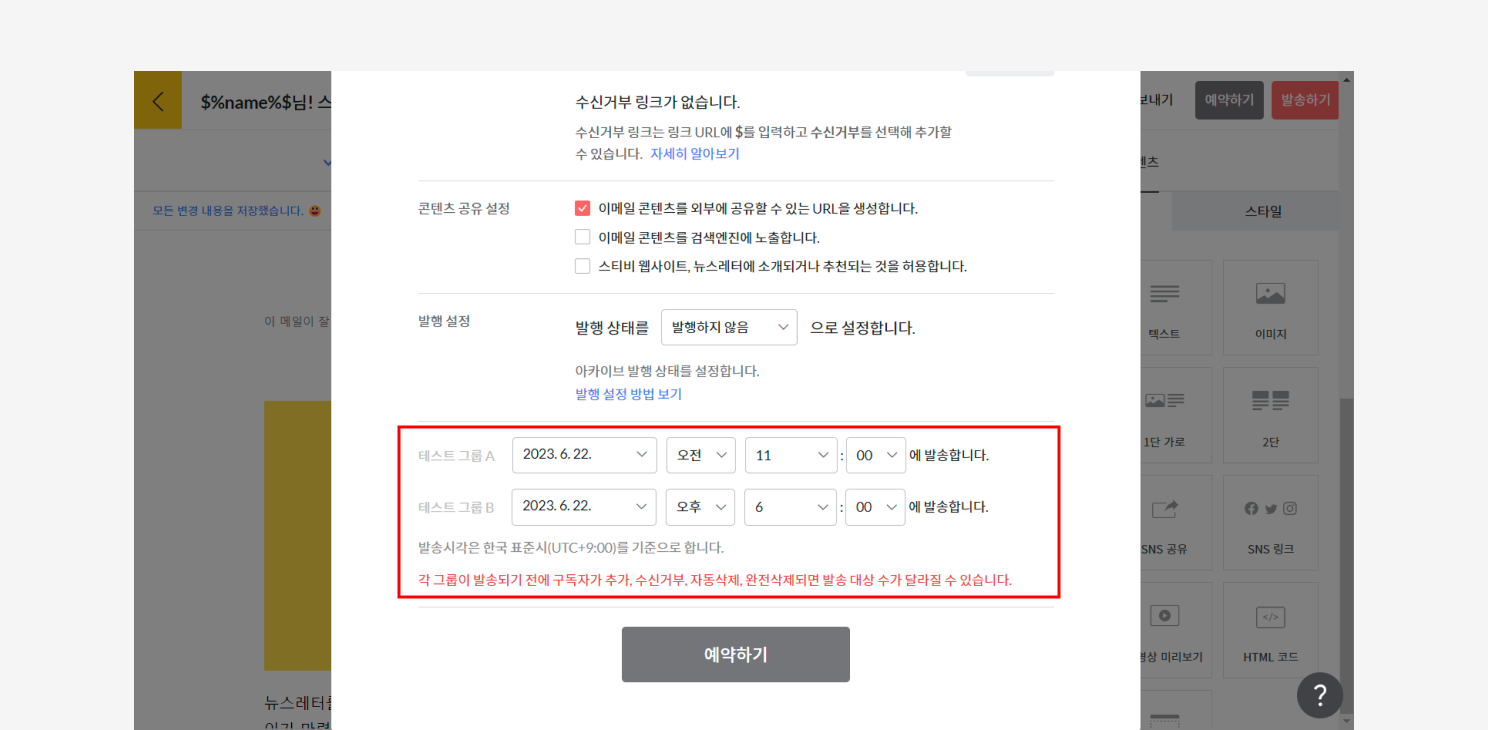 $%name%$님! 스
보내기
예약하기
발송하기
모든 변경 내용을 저장했습니다.
이 메일이 잘
뉴스레터를
수신거부 링크가 없습니다.
수신거부 링크는 링크 URL에 $를 입력하고 수신거부를 선택해 추가할
수 있습니다. 자세히 알아보기
콘텐츠 공유 설정
이메일 콘텐츠를 외부에 공유할 수 있는 URL을 생성합니다.
이메일 콘텐츠를 검색엔진에 노출합니다.
스티비 웹사이트, 뉴스레터에 소개되거나 추천되는 것을 허용합니다.
발행 설정
발행 상태를 발행하지 않음 으로 설정합니다.
아카이브 발행 상태를 설정합니다.
발행 설정 방법 보기
테스트 그룹 A 2023. 6. 22. 오전 11 : 00 에 발송합니다.
테스트 그룹 B 2023. 6. 22. 오후 6 : 00 에 발송합니다.
발송시각은 한국 표준시(UTC+9:00)를 기준으로 합니다.
각 그룹이 발송되기 전에 구독자가 추가, 수신거부, 자동삭제, 완전삭제되면 발송 대상 수가 달라질 수 있습니다.
예약하기
텐츠
스타일
텍스트
이미지
1단 가로
2단
SNS 공유
SNS 링크
영상 미리보기
</>
HTML 코드
?